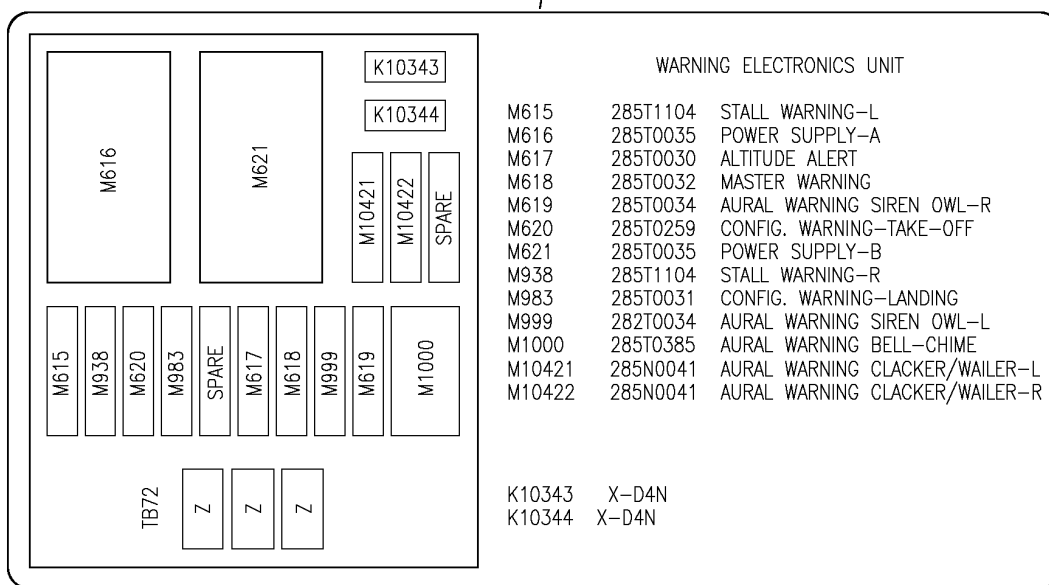 K10343
K10344
M616
M621
M10421
M10422
SPARE
M615
M938
M620
M983
SPARE
M617
M618
M999
M619
M1000
TB72
Z
Z
Z
WARNING ELECTRONICS UNIT
M615 285T1104 STALL WARNING-L
M616 285T0035 POWER SUPPLY-A
M617 285T0030 ALTITUDE ALERT
M618 285T0032 MASTER WARNING
M619 285T0034 AURAL WARNING SIREN OWL-R
M620 285T0259 CONFIG. WARNING-TAKE-OFF
M621 285T0035 POWER SUPPLY-B
M938 285T1104 STALL WARNING-R
M983 285T0031 CONFIG. WARNING-LANDING
M999 282T0034 AURAL WARNING SIREN OWL-L
M1000 285T0385 AURAL WARNING BELL-CHIME
M10421 285N0041 AURAL WARNING CLACKER/WAILER-L
M10422 285N0041 AURAL WARNING CLACKER/WAILER-R
K10343 X-D4N
K10344 X-D4N